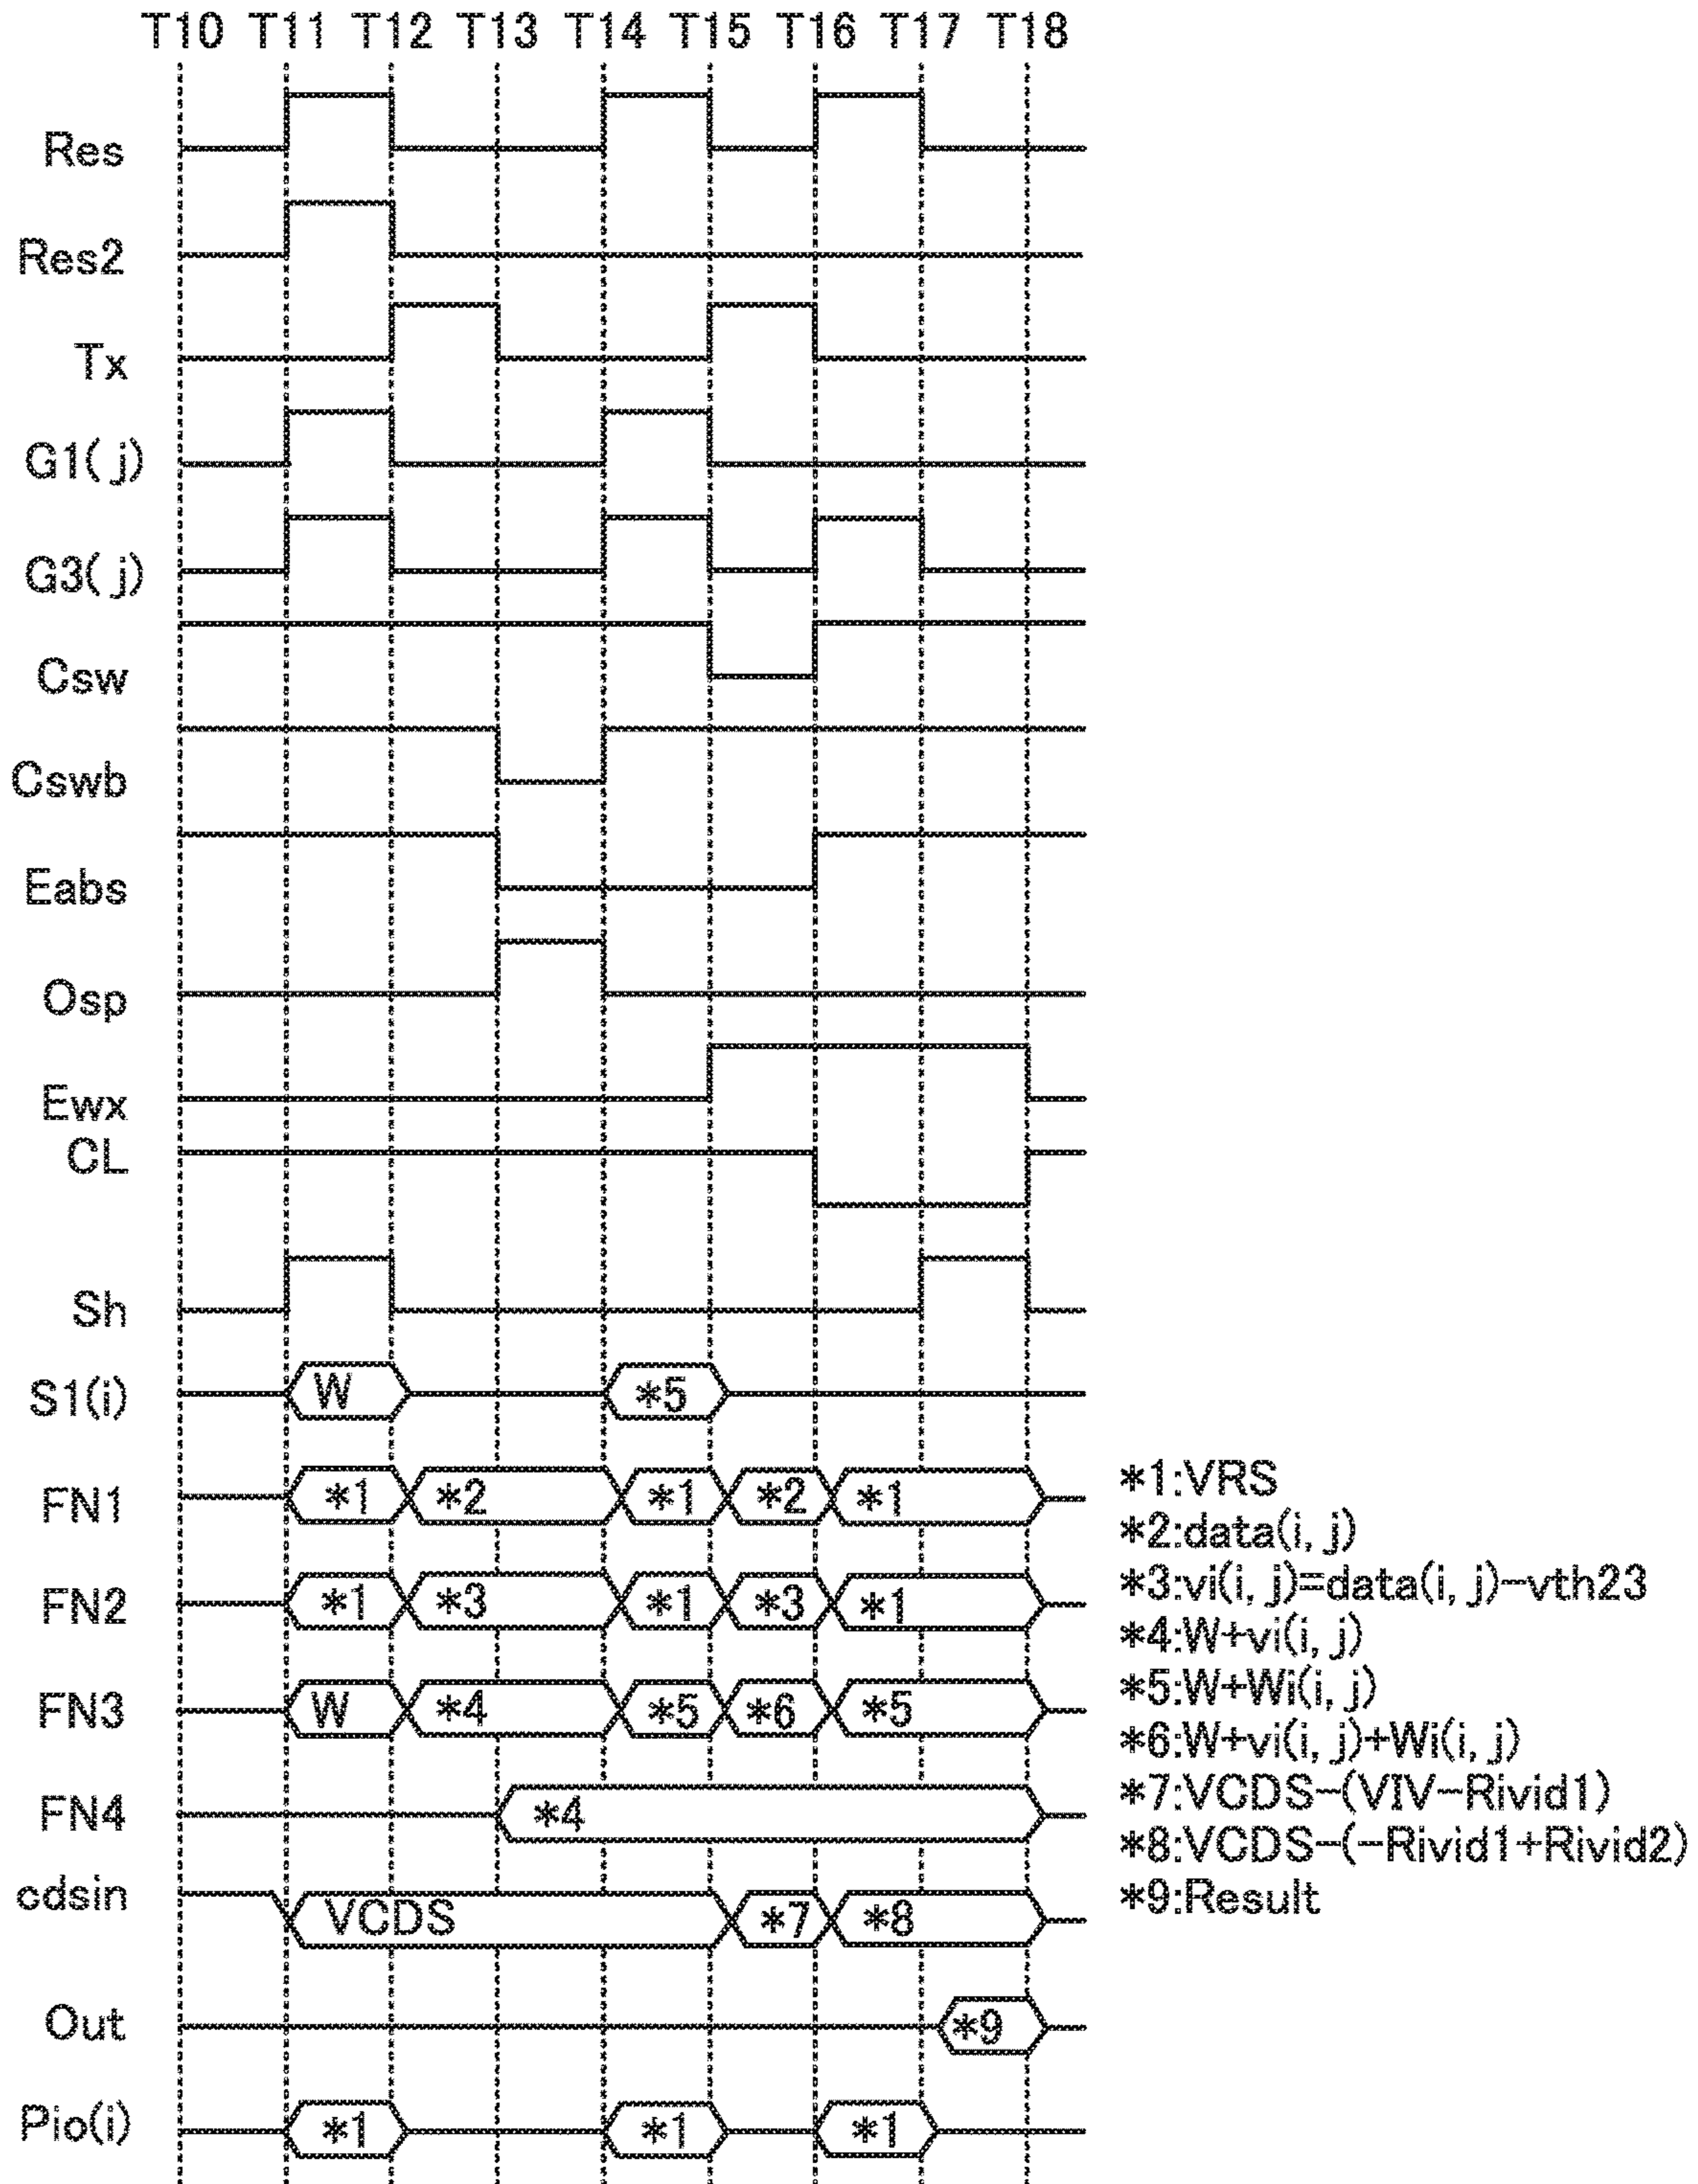 T10 T11 T12 T13 T14 T15 T16 T17 T18
Res
Res2
Tx
G1( j)
G3( j)
Csw
Cswb
Eabs
Osp
Ewx
CL
Sh
S1(i) W *5
FN1 *1 *2 *1 *2 *1
FN2 *1 *3 *1 *3 *1
FN3 W *4 *5 *6 *5
FN4 *4
cdsin VCDS *7 *8
Out *9
Pio(i) *1 *1 *1
*1:VRS
*2:data(i, j)
*3:vi(i, j)=data(i, j)-vth23
*4:W+vi(i, j)
*5:W+Wi(i, j)
*6:W+vi(i, j)+Wi(i, j)
*7:VCDS-(VIV-Rivid1)
*8:VCDS-(-Rivid1+Rivid2)
*9:Result